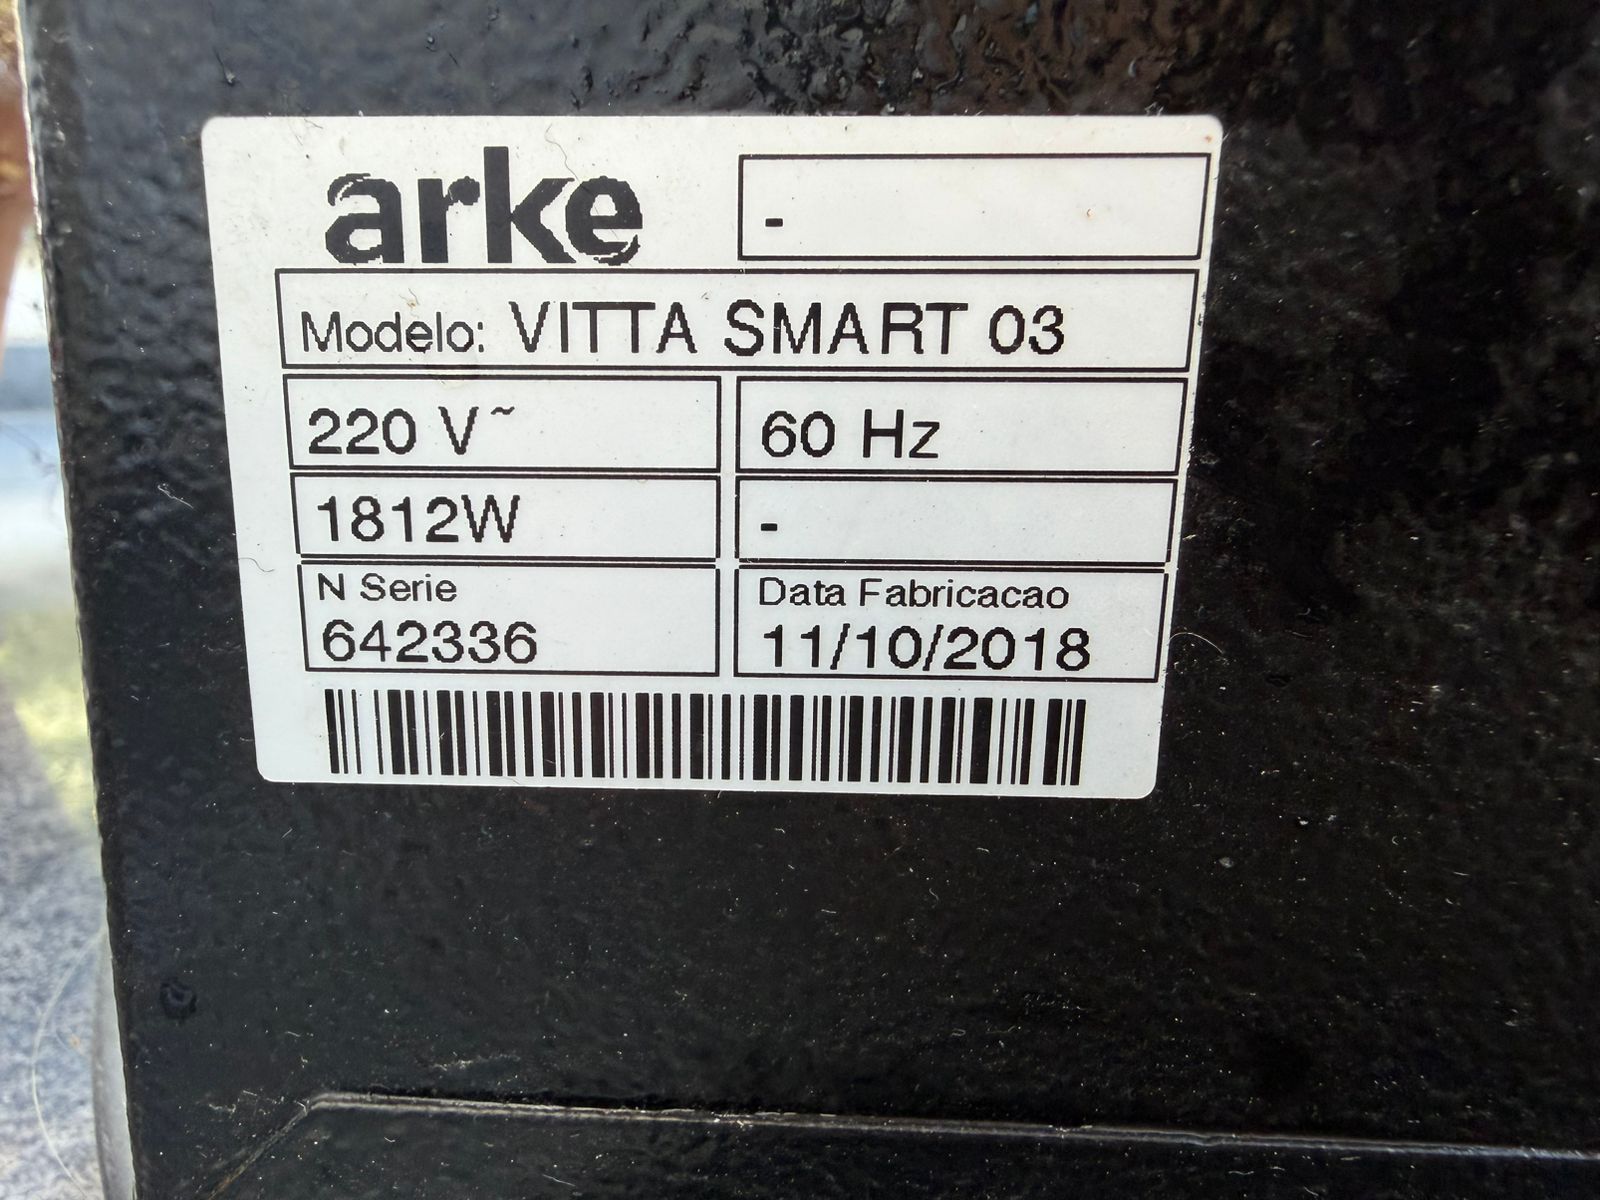 arke
-
Modelo: VITTA SMART 03
220 V~ 60 Hz
1812W -
N Serie Data Fabricacao
642336 11/10/2018